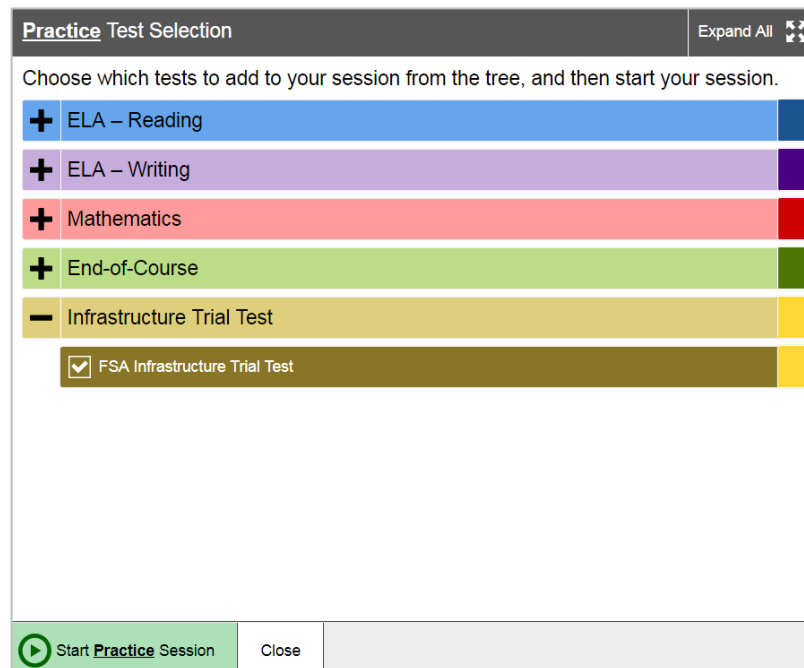 Practice Test Selection
Expand All
Choose which tests to add to your session from the tree, and then start your session.
ELA – Reading
ELA – Writing
Mathematics
End-of-Course
Infrastructure Trial Test
FSA Infrastructure Trial Test
Start Practice Session
Close